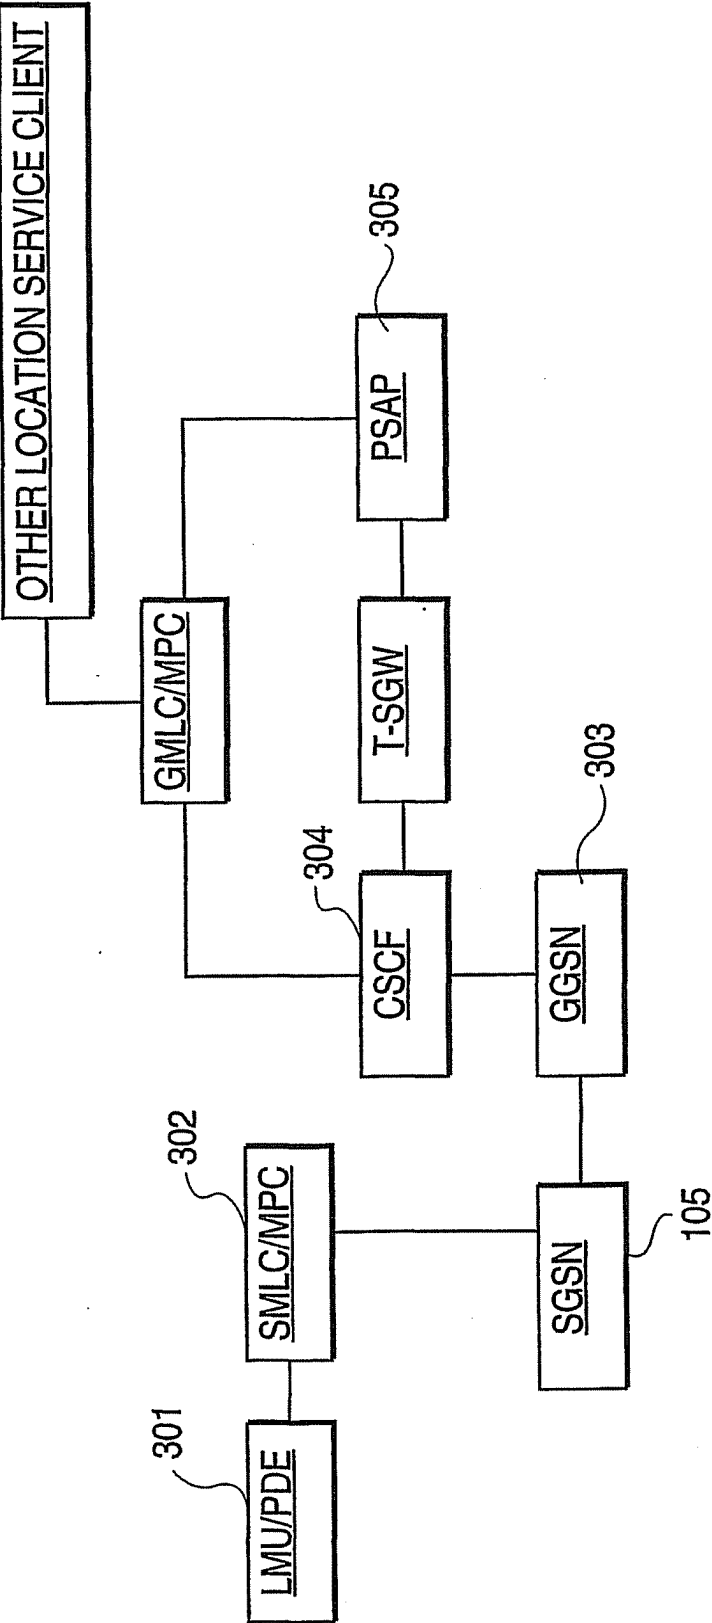 OTHER LOCATION SERVICE CLIENT
GMLC/MPC
301
LMU/PDE
302
SMLC/MPC
304
CSCF
T-SGW
PSAP
305
SGSN
105
GGSN
303